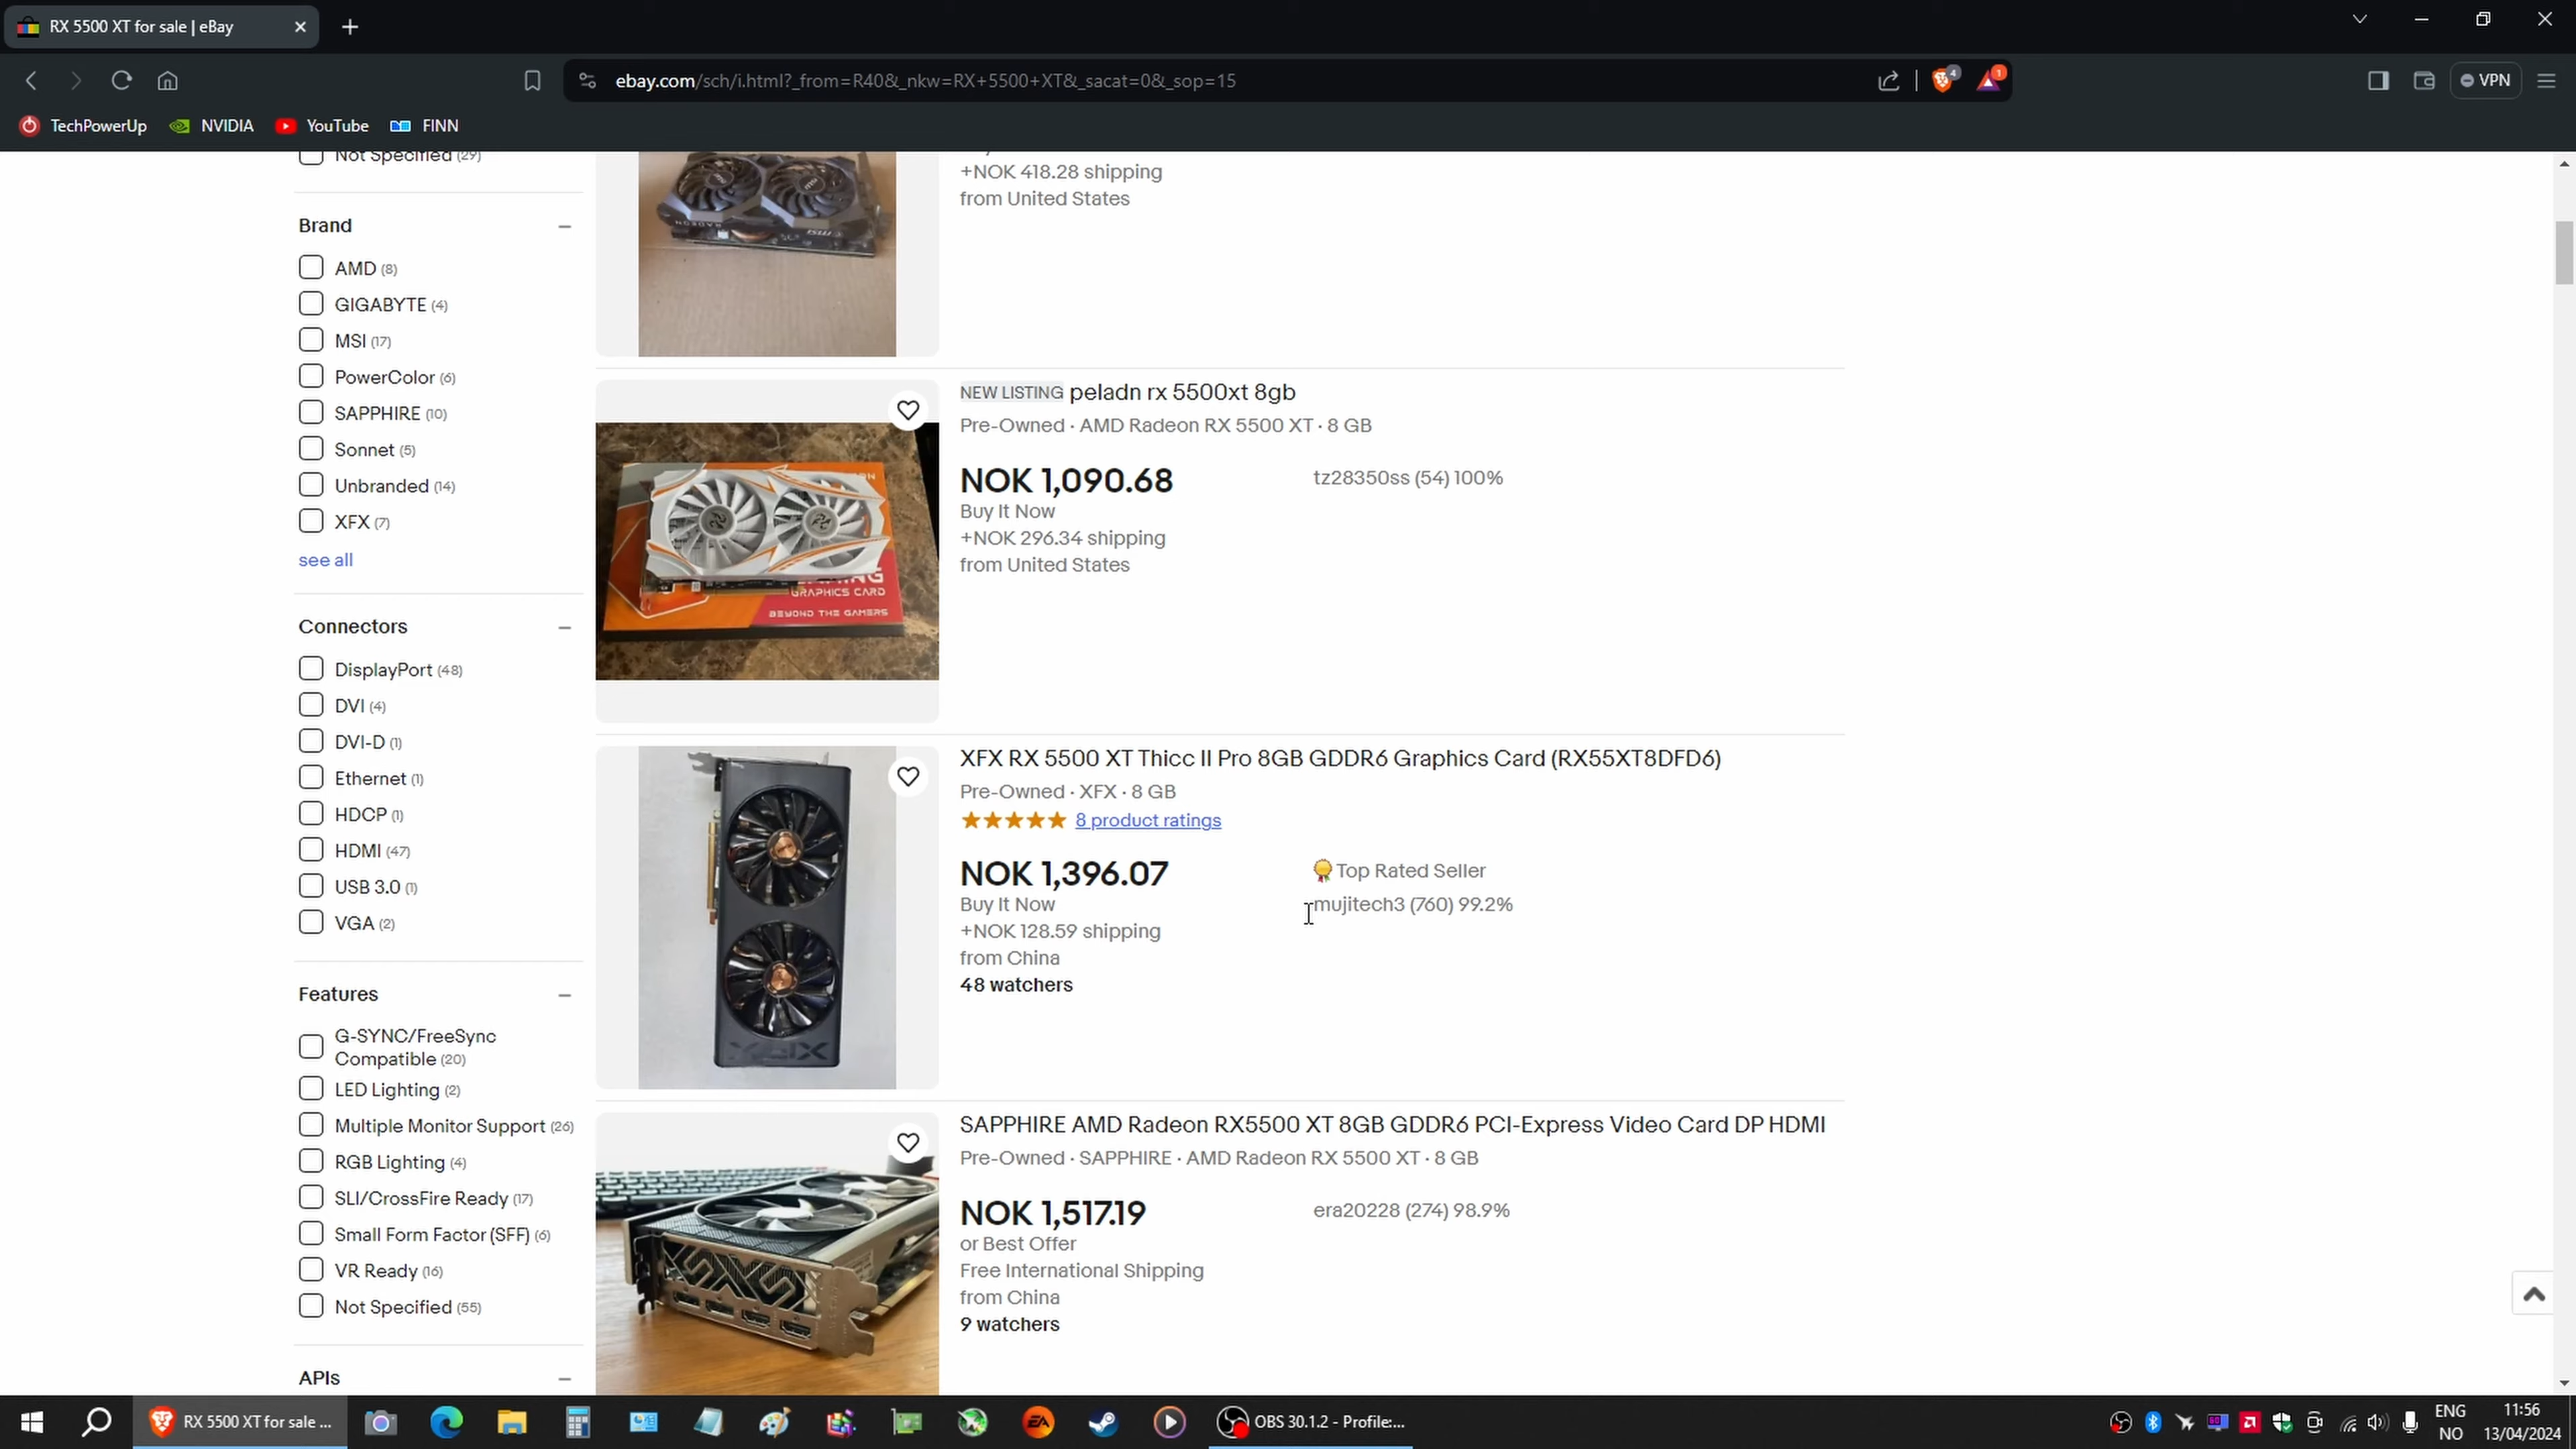 RX 5500 XT for sale | eBay
ebay.com/sch/i.html?_from=R40&_nkw=RX+5500+XT&_sacat=0&_sop=15
4
1
VPN
TechPowerUp
NVIDIA
YouTube
FINN
Not Specified (29)
Brand
AMD (8)
GIGABYTE (4)
MSI (17)
PowerColor (6)
SAPPHIRE (10)
Sonnet (5)
Unbranded (14)
XFX (7)
see all
Connectors
DisplayPort (48)
DVI (4)
DVI-D (1)
Ethernet (1)
HDCP (1)
HDMI (47)
USB 3.0 (1)
VGA (2)
Features
G-SYNC/FreeSync
Compatible (20)
LED Lighting (2)
Multiple Monitor Support (26)
RGB Lighting (4)
SLI/CrossFire Ready (17)
Small Form Factor (SFF) (6)
VR Ready (16)
Not Specified (55)
APIs
+NOK 418.28 shipping
from United States
NEW LISTING peladn rx 5500xt 8gb
Pre-Owned · AMD Radeon RX 5500 XT · 8 GB
NOK 1,090.68
tz28350ss (54) 100%
Buy It Now
+NOK 296.34 shipping
from United States
GRAPHICS CARD
BEYOND THE GAMERS
XFX RX 5500 XT Thicc II Pro 8GB GDDR6 Graphics Card (RX55XT8DFD6)
Pre-Owned · XFX · 8 GB
8 product ratings
NOK 1,396.07
Top Rated Seller
Buy It Now
mujitech3 (760) 99.2%
+NOK 128.59 shipping
from China
48 watchers
SAPPHIRE AMD Radeon RX5500 XT 8GB GDDR6 PCI-Express Video Card DP HDMI
Pre-Owned · SAPPHIRE · AMD Radeon RX 5500 XT · 8 GB
NOK 1,517.19
era20228 (274) 98.9%
or Best Offer
Free International Shipping
from China
9 watchers
RX 5500 XT for sale ...
EA
OBS 30.1.2 - Profile:...
ENG
NO
11:56
13/04/2024